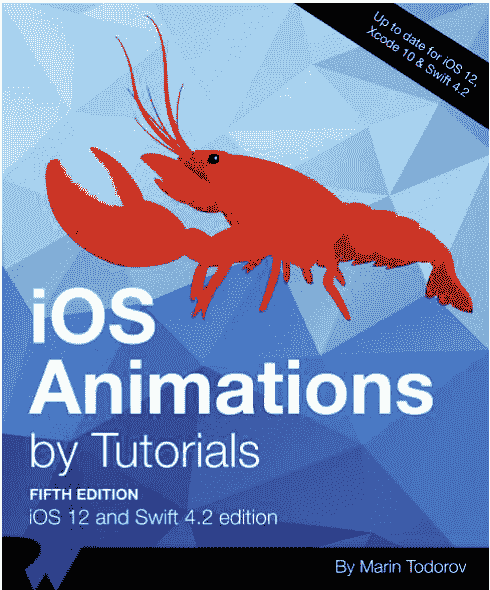 Up to date for iOS 12,
Xcode 10 & Swift 4.2
iOS
Animations
by Tutorials
FIFTH EDITION
iOS 12 and Swift 4.2 edition
By Marin Todorov